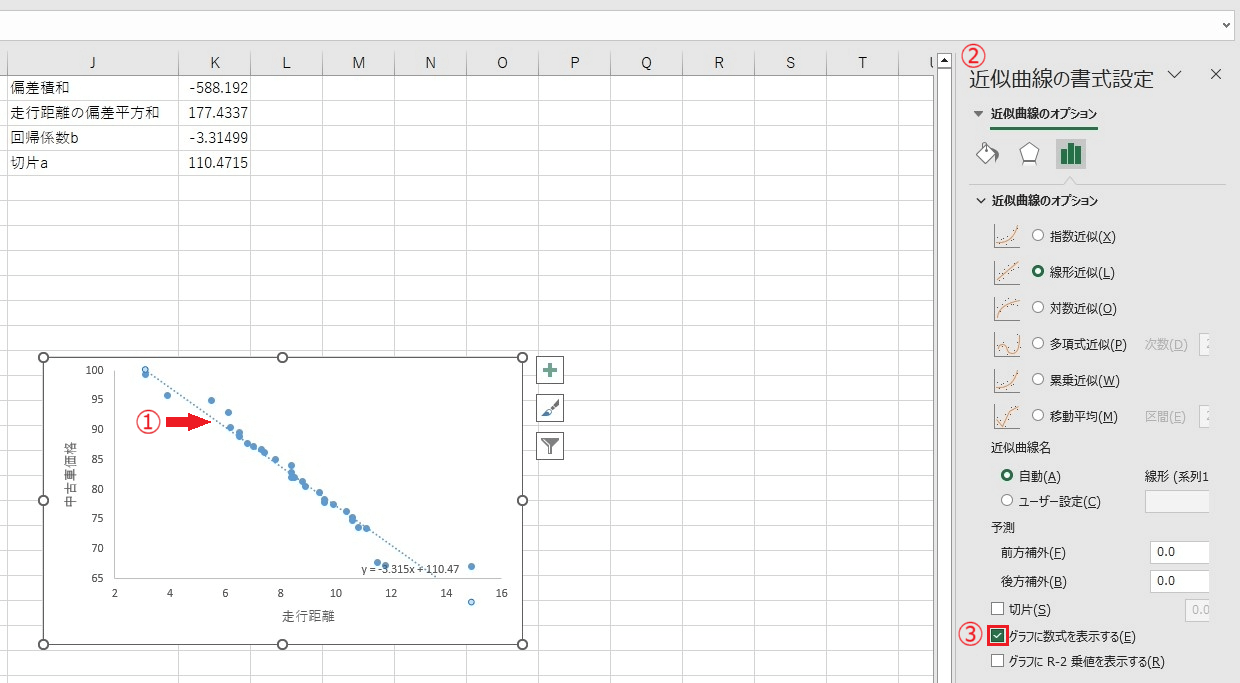 J K L M N O P Q R S T
偏差積和 -588.192
走行距離の偏差平方和 177.4337
回帰係数b -3.31499
切片a 110.4715
①
中古車価格
100
95
90
85
80
75
70
65
2 4 6 8 10 12 14 16
走行距離
y = -3.315x + 110.47
②
近似曲線の書式設定
近似曲線のオプション
近似曲線のオプション
指数近似(X)
線形近似(L)
対数近似(O)
多項式近似(P) 次数(D) 2
累乗近似(W)
移動平均(M) 区間(E) 2
近似曲線名
自動(A) 線形 (系列1
ユーザー設定(C)
予測
前方補外(F) 0.0
後方補外(B) 0.0
切片(S) 0.0
③ グラフに数式を表示する(E)
グラフに R-2 乗値を表示する(R)